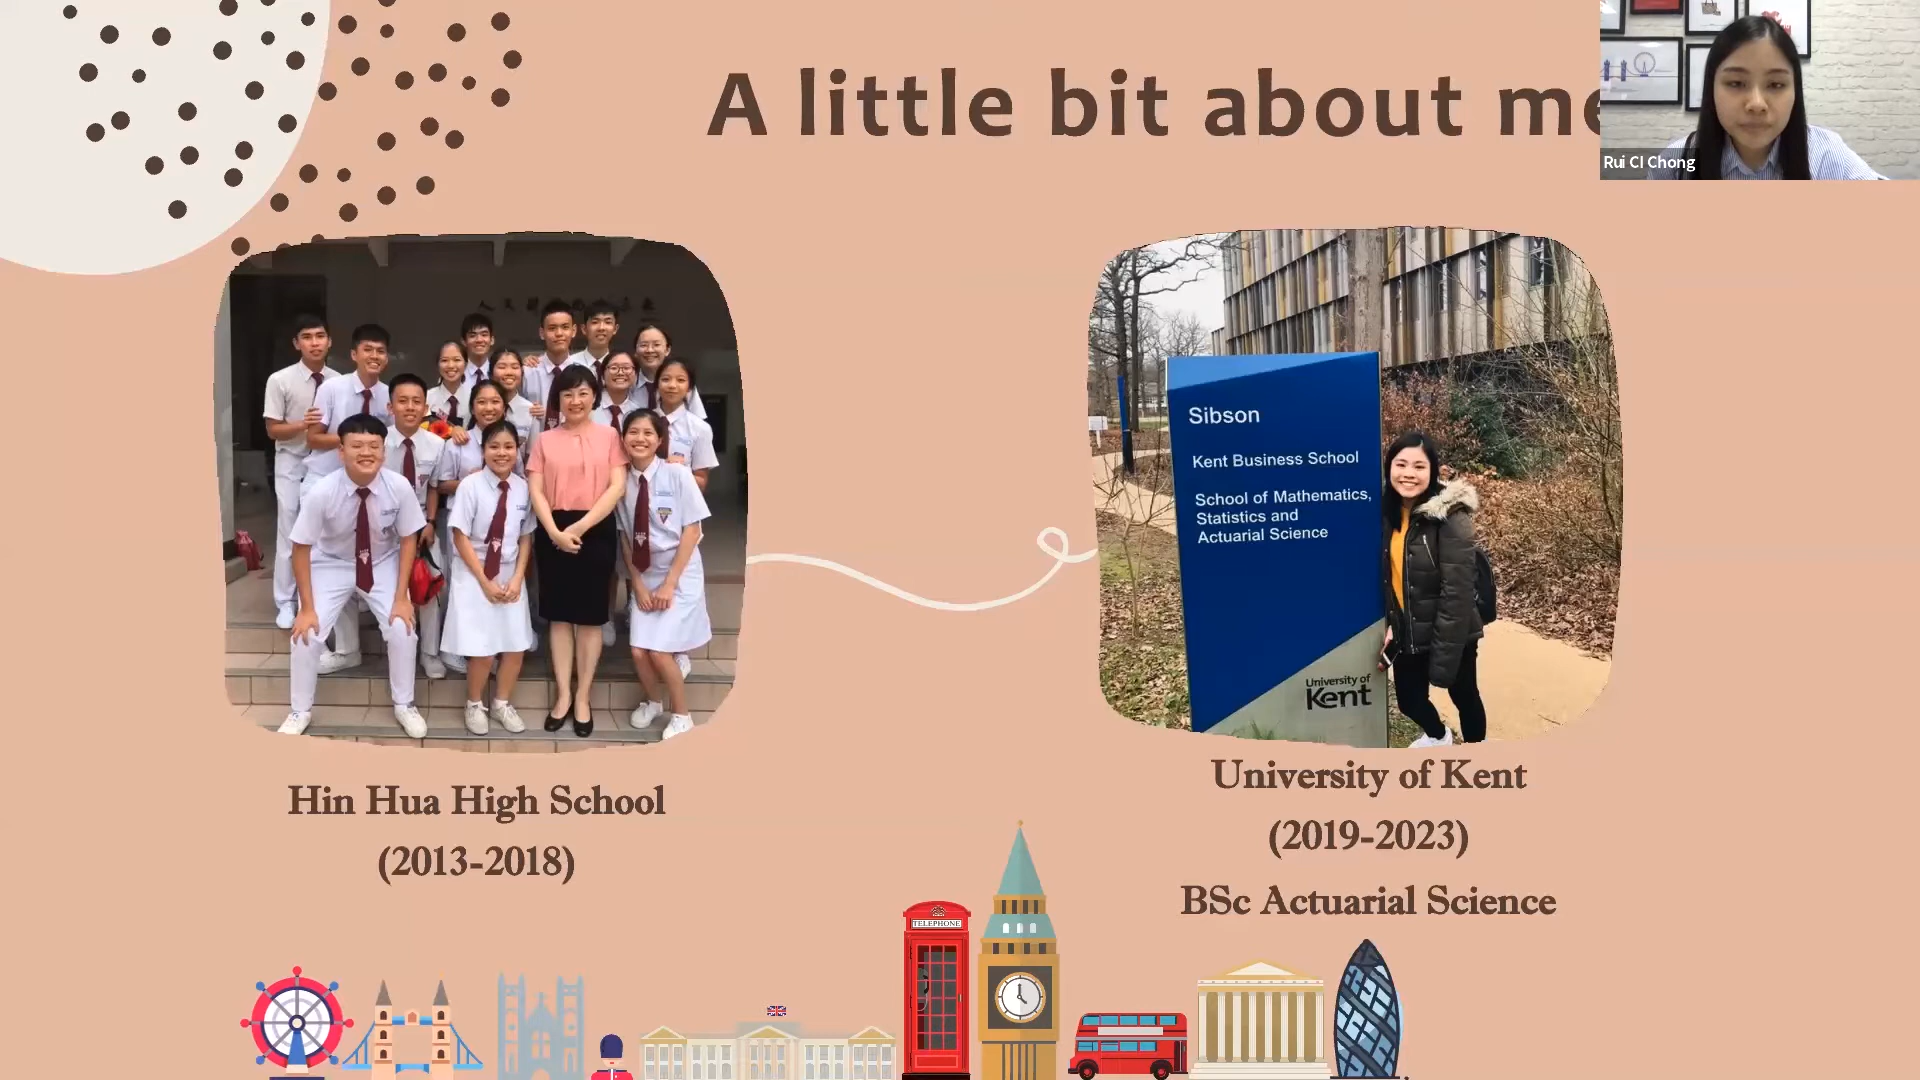 A little bit about me
Rui CI Chong
Sibson
Kent Business School
School of Mathematics,
Statistics and
Actuarial Science
University of
Kent
Hin Hua High School
(2013-2018)
University of Kent
(2019-2023)
BSc Actuarial Science
TELEPHONE